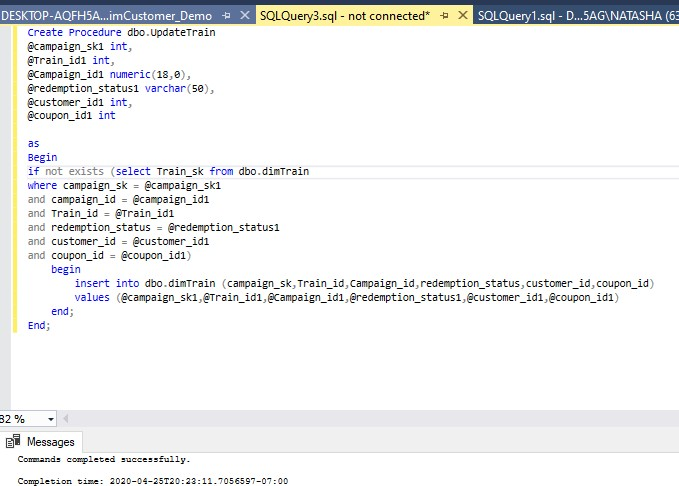 DESKTOP-AQFH5A...imCustomer_Demo
SQLQuery3.sql - not connected*
SQLQuery1.sql - D...5AG\NATASHA (63
Create Procedure dbo.UpdateTrain
@campaign_sk1 int,
@Train_id1 int,
@Campaign_id1 numeric(18,0),
@redemption_status1 varchar(50),
@customer_id1 int,
@coupon_id1 int
as
Begin
if not exists (select Train_sk from dbo.dimTrain
where campaign_sk = @campaign_sk1
and campaign_id = @campaign_id1
and Train_id = @Train_id1
and redemption_status = @redemption_status1
and customer_id = @customer_id1
and coupon_id = @coupon_id1)
begin
insert into dbo.dimTrain (campaign_sk,Train_id,Campaign_id,redemption_status,customer_id,coupon_id)
values (@campaign_sk1,@Train_id1,@Campaign_id1,@redemption_status1,@customer_id1,@coupon_id1)
end;
End;
82 %
Messages
Commands completed successfully.
Completion time: 2020-04-25T20:23:11.7056597-07:00